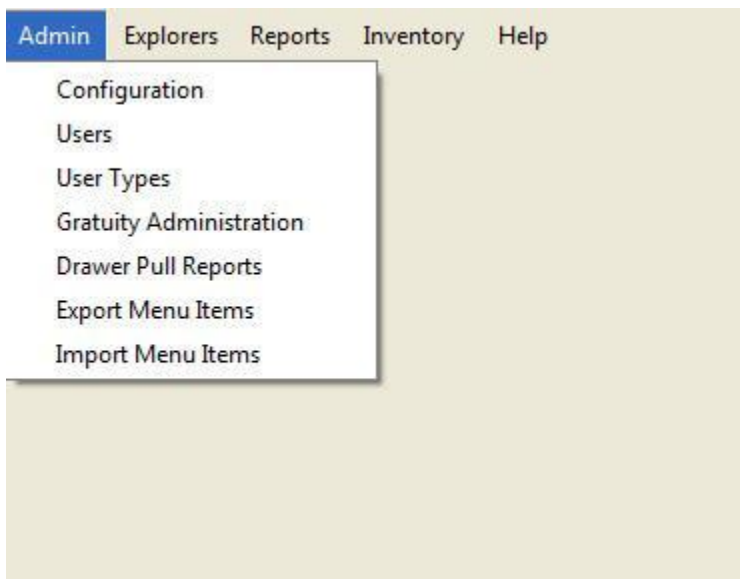 Admin Explorers Reports Inventory Help
Configuration
Users
User Types
Gratuity Administration
Drawer Pull Reports
Export Menu Items
Import Menu Items